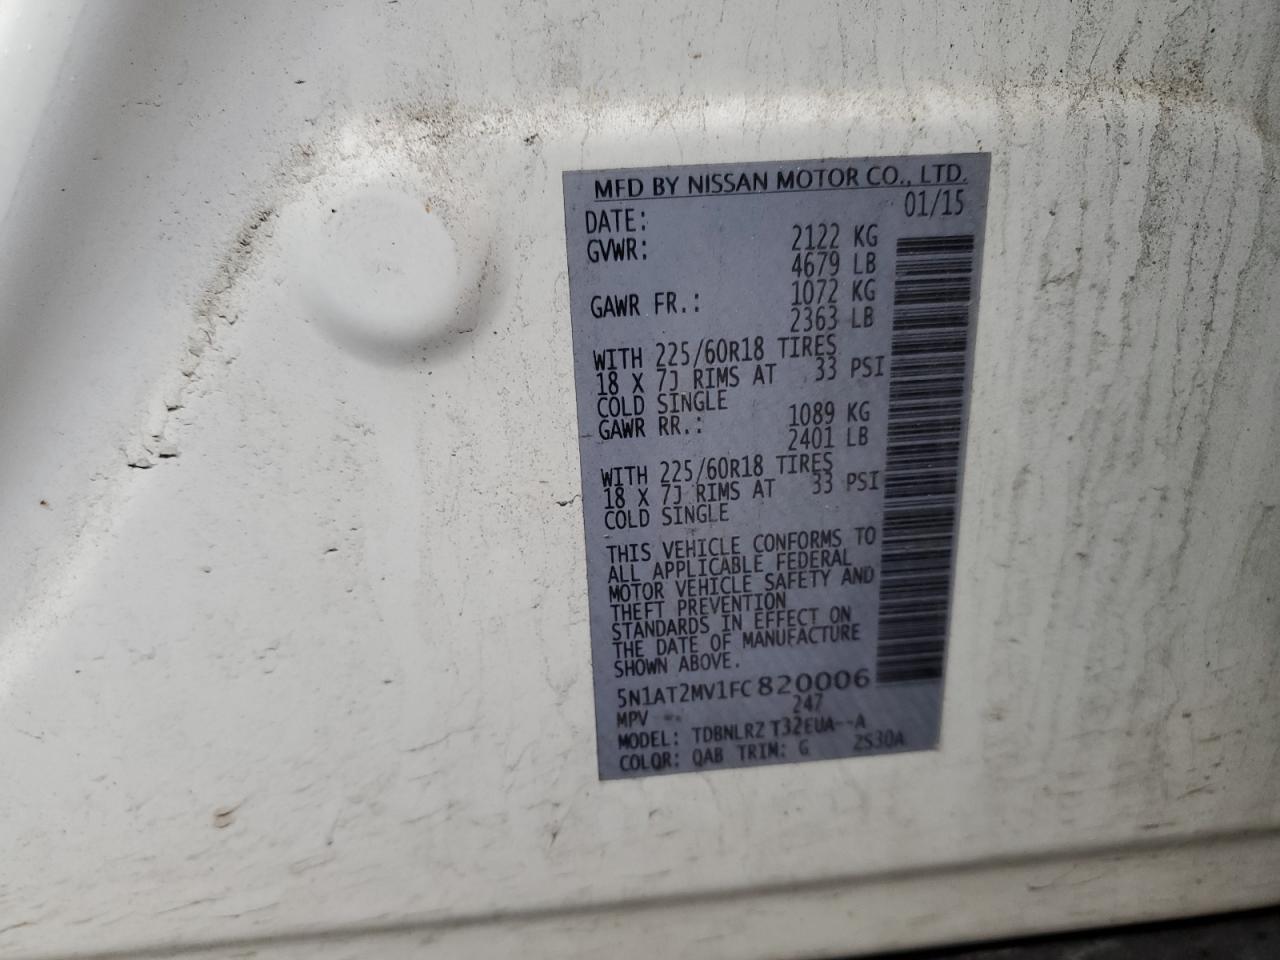 MFD BY NISSAN MOTOR CO., LTD.
DATE: 01/15
GVWR: 2122 KG
4679 LB
GAWR FR.: 1072 KG
2363 LB
WITH 225/60R18 TIRES
18 X 7J RIMS AT 33 PSI
COLD SINGLE
GAWR RR.: 1089 KG
2401 LB
WITH 225/60R18 TIRES
18 X 7J RIMS AT 33 PSI
COLD SINGLE
THIS VEHICLE CONFORMS TO
ALL APPLICABLE FEDERAL
MOTOR VEHICLE SAFETY AND
THEFT PREVENTION
STANDARDS IN EFFECT ON
THE DATE OF MANUFACTURE
SHOWN ABOVE.
5N1AT2MV1FC820006
MPV 247
MODEL: TDBNLRZ T32EUA--A
COLOR: QAB TRIM: G 2S30A